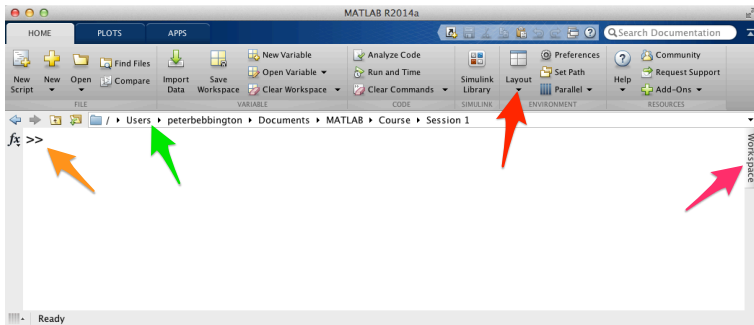 MATLAB R2014a
HOME PLOTS APPS Search Documentation
New Script New Open Find Files Compare Import Data Save Workspace New Variable Open Variable Clear Workspace Analyze Code Run and Time Clear Commands Simulink Library Layout Preferences Set Path Parallel Help Community Request Support Add-Ons
FILE VARIABLE CODE SIMULINK ENVIRONMENT RESOURCES
/ Users peterbebbington Documents MATLAB Course Session 1
fx >>
Workspace
Ready